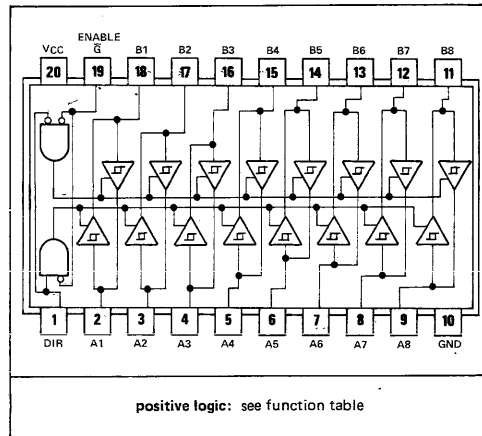 ENABLE
VCC G̅ B1 B2 B3 B4 B5 B6 B7 B8
20 19 18 17 16 15 14 13 12 11
1 2 3 4 5 6 7 8 9 10
DIR A1 A2 A3 A4 A5 A6 A7 A8 GND
positive logic: see function table